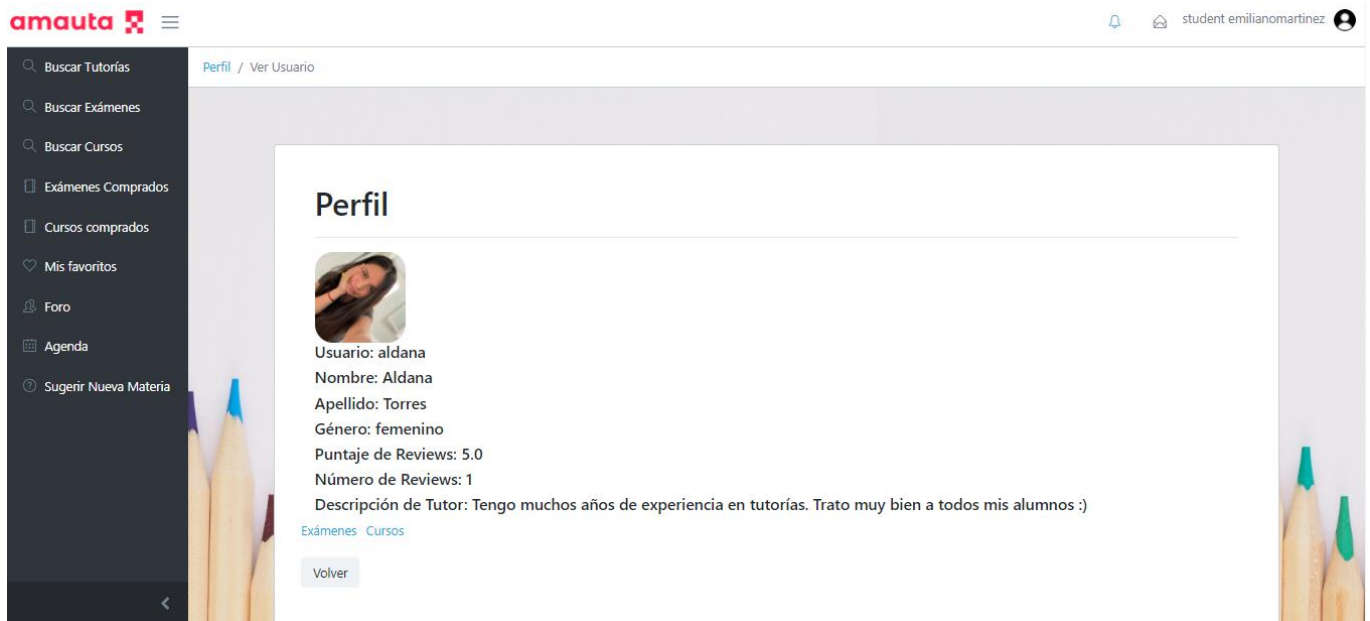 amauta
student emilianomartinez
Buscar Tutorías
Buscar Exámenes
Buscar Cursos
Exámenes Comprados
Cursos comprados
Mis favoritos
Foro
Agenda
Sugerir Nueva Materia
Perfil / Ver Usuario
Perfil
Usuario: aldana
Nombre: Aldana
Apellido: Torres
Género: femenino
Puntaje de Reviews: 5.0
Número de Reviews: 1
Descripción de Tutor: Tengo muchos años de experiencia en tutorías. Trato muy bien a todos mis alumnos :)
Exámenes Cursos
Volver